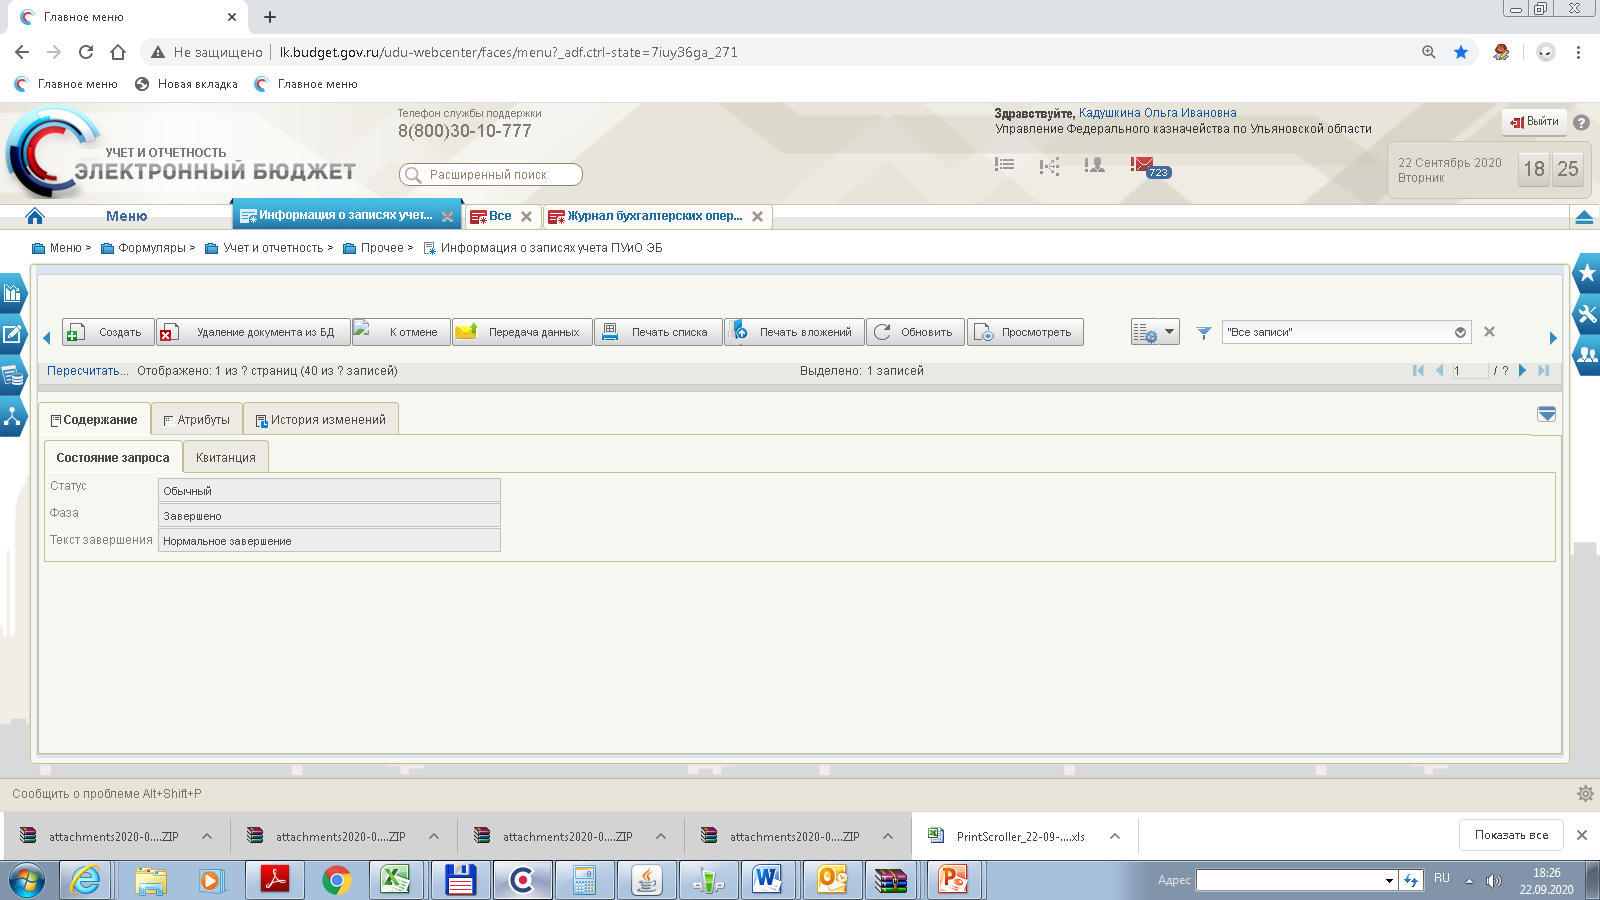 Главное меню
Не защищено
lk.budget.gov.ru/udu-webcenter/faces/menu?_adf.ctrl-state=7iuy36ga_271
Главное меню
Новая вкладка
Главное меню
УЧЕТ И ОТЧЕТНОСТЬ
ЭЛЕКТРОННЫЙ БЮДЖЕТ
Телефон службы поддержки
8(800)30-10-777
Расширенный поиск
Здравствуйте, Кадушкина Ольга Ивановна
Управление Федерального казначейства по Ульяновской области
723
Выйти
22 Сентябрь 2020
Вторник
18 25
Меню
Информация о записях учет...
Все
Журнал бухгалтерских опер...
Меню >
Формуляры >
Учет и отчетность >
Прочее >
Информация о записях учета ПУиО ЭБ
Создать
Удаление документа из БД
К отмене
Передача данных
Печать списка
Печать вложений
Обновить
Просмотреть
"Все записи"
Пересчитать...
Отображено: 1 из ? страниц (40 из ? записей)
Выделено: 1 записей
1 / ?
Содержание
Атрибуты
История изменений
Состояние запроса
Квитанция
Статус
Обычный
Фаза
Завершено
Текст завершения
Нормальное завершение
Сообщить о проблеме Alt+Shift+P
attachments2020-0....ZIP
attachments2020-0....ZIP
attachments2020-0....ZIP
attachments2020-0....ZIP
PrintScroller_22-09-....xls
Показать все
Адрес
RU
18:26
22.09.2020